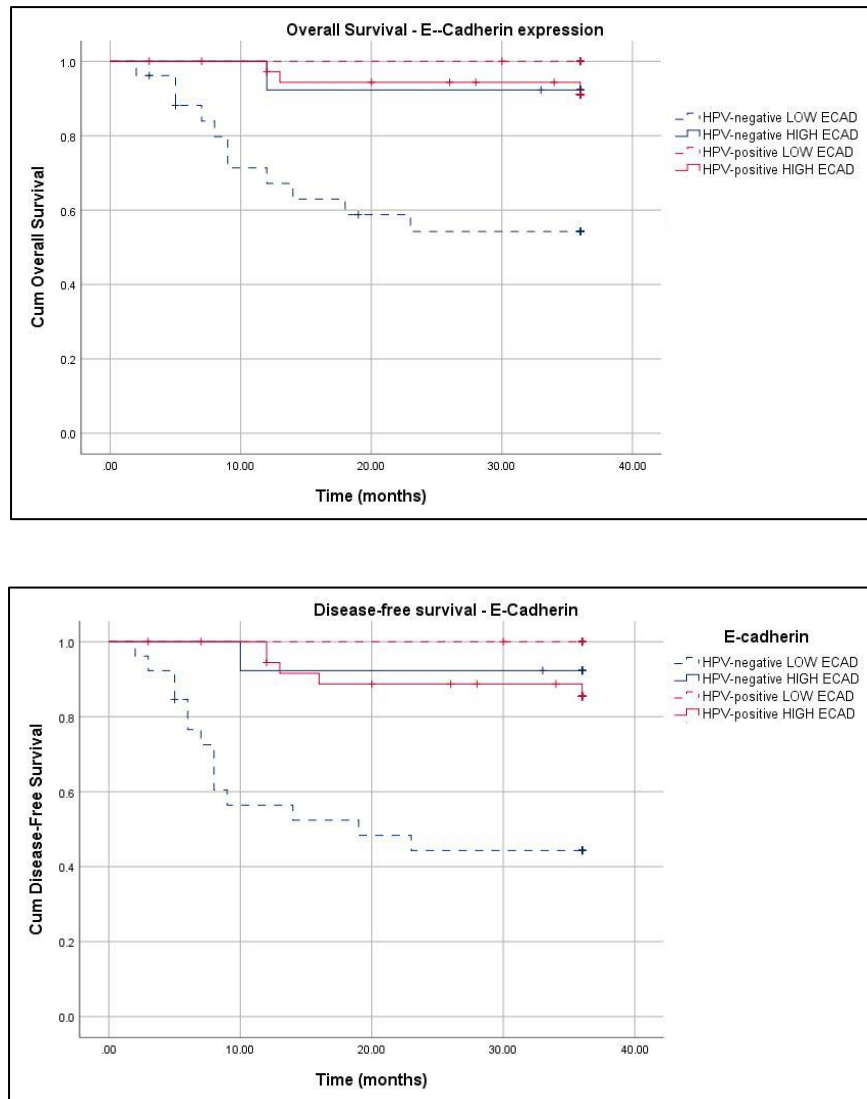 Overall Survival - E--Cadherin expression
Cum Overall Survival
1.0
0.8
0.6
0.4
0.2
0.0
.00
10.00
20.00
30.00
40.00
Time (months)
HPV-negative LOW ECAD
HPV-negative HIGH ECAD
HPV-positive LOW ECAD
HPV-positive HIGH ECAD
Disease-free survival - E-Cadherin
Cum Disease-Free Survival
1.0
0.8
0.6
0.4
0.2
0.0
.00
10.00
20.00
30.00
40.00
Time (months)
E-cadherin
HPV-negative LOW ECAD
HPV-negative HIGH ECAD
HPV-positive LOW ECAD
HPV-positive HIGH ECAD